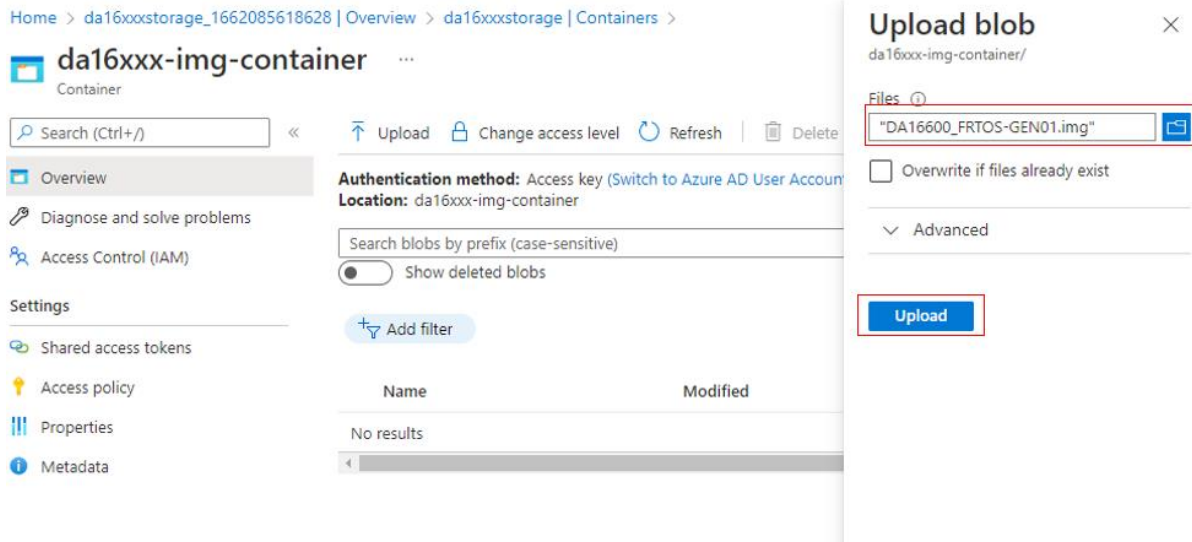 Home > da16xxxstorage_1662085618628 | Overview > da16xxxstorage | Containers >
da16xxx-img-container ...
Container
Search (Ctrl+/) «
Overview
Diagnose and solve problems
Access Control (IAM)
Settings
Shared access tokens
Access policy
Properties
Metadata
Upload Change access level Refresh Delete
Authentication method: Access key (Switch to Azure AD User Accoun
Location: da16xxx-img-container
Search blobs by prefix (case-sensitive)
Show deleted blobs
Add filter
Name Modified
No results
Upload blob
da16xxx-img-container/
Files
"DA16600_FRTOS-GEN01.img"
Overwrite if files already exist
Advanced
Upload